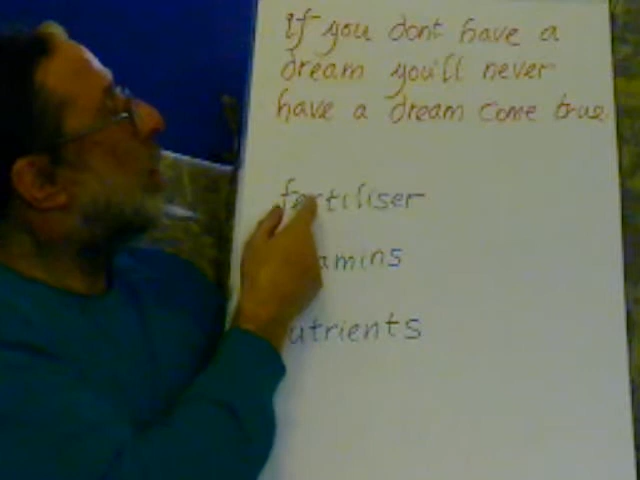 If you dont have a
dream you'll never
have a dream come true
fertiliser
amins
utrients